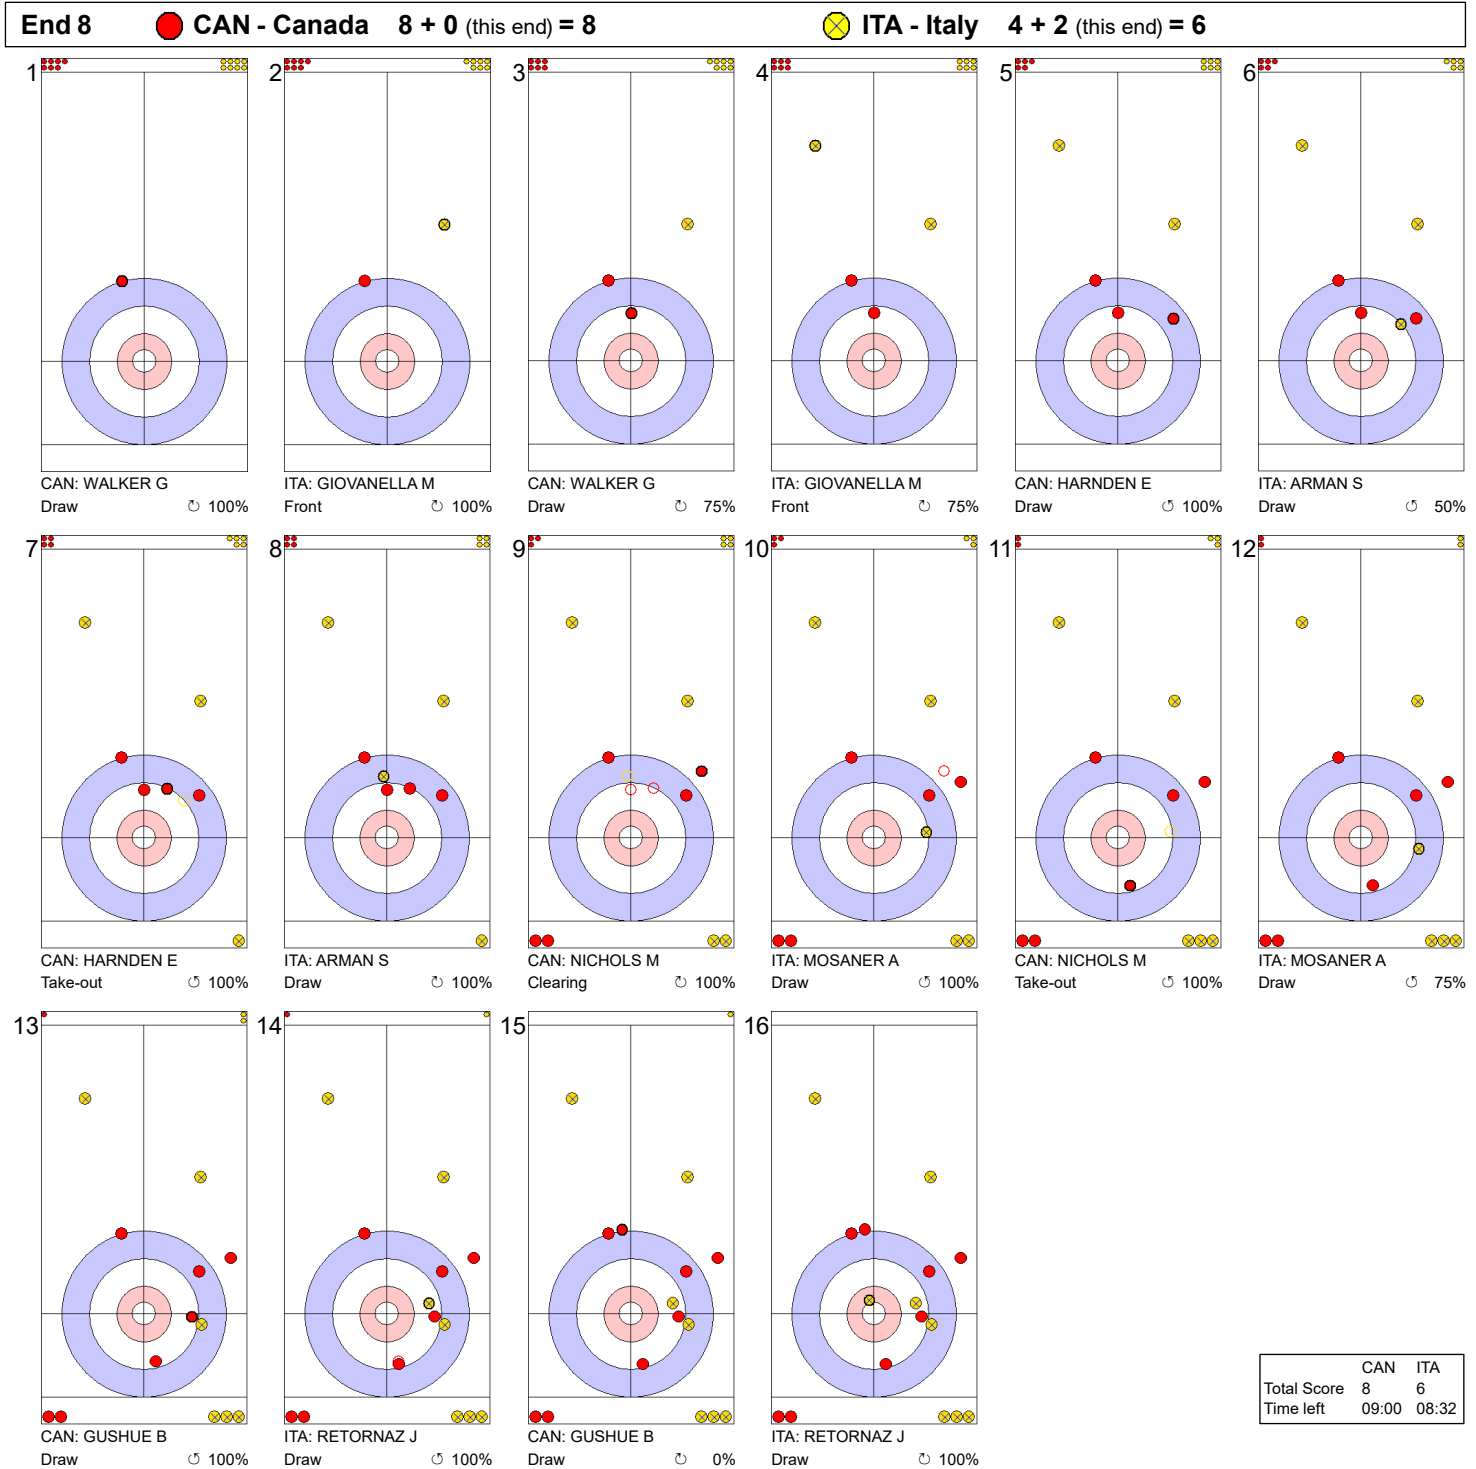 End 8 CAN - Canada 8 + 0 (this end) = 8 ITA - Italy 4 + 2 (this end) = 6
1 2 3 4 5 6
CAN: WALKER G ITA: GIOVANELLA M CAN: WALKER G ITA: GIOVANELLA M CAN: HARNDEN E ITA: ARMAN S
Draw ↻ 100% Front ↻ 100% Draw ↻ 75% Front ↻ 75% Draw ↻ 100% Draw ↺ 50%
7 8 9 10 11 12
CAN: HARNDEN E ITA: ARMAN S CAN: NICHOLS M ITA: MOSANER A CAN: NICHOLS M ITA: MOSANER A
Take-out ↺ 100% Draw ↺ 100% Clearing ↻ 100% Draw ↺ 100% Take-out ↺ 100% Draw ↺ 75%
13 14 15 16
CAN: GUSHUE B ITA: RETORNAZ J CAN: GUSHUE B ITA: RETORNAZ J
Draw ↺ 100% Draw ↺ 100% Draw ↻ 0% Draw ↺ 100%
CAN ITA
Total Score 8 6
Time left 09:00 08:32